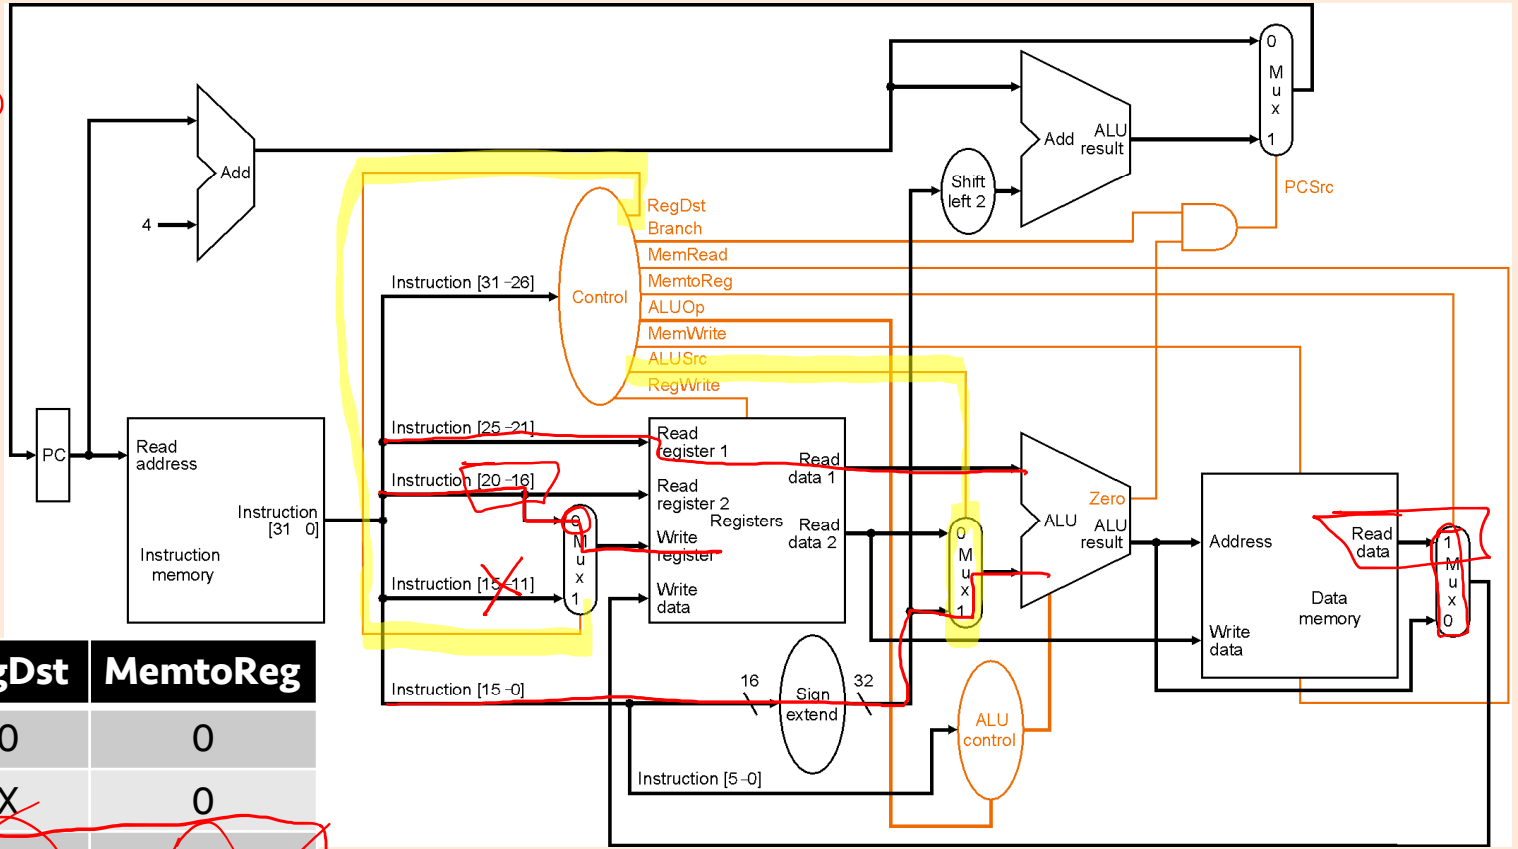 0
M
u
x
1
Add
ALU
result
Add
Shift
left 2
PCSrc
4
RegDst
Branch
MemRead
MemtoReg
ALUOp
MemWrite
ALUSrc
RegWrite
Control
Instruction [31–26]
Instruction [25–21]
Instruction [20–16]
Instruction [15–11]
Instruction [15–0]
Instruction [5–0]
PC
Read
address
Instruction
[31 0]
Instruction
memory
0
M
u
x
1
Read
register 1
Read
register 2
Write
register
Write
data
Registers
Read
data 1
Read
data 2
0
M
u
x
1
Zero
ALU
ALU
result
Address
Write
data
Read
data
Data
memory
1
M
u
x
0
16
32
Sign
extend
ALU
control
gDst MemtoReg
0 0
X 0